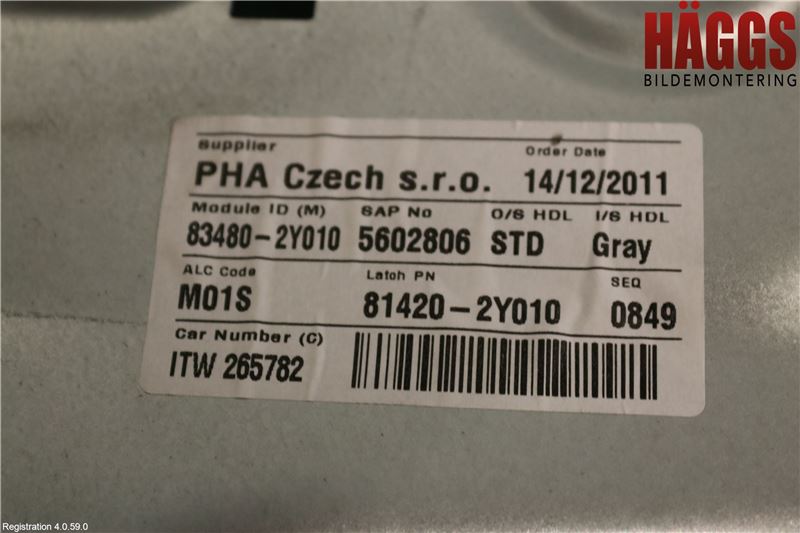 HÄGGS
BILDEMONTERING
Supplier Order Date
PHA Czech s.r.o. 14/12/2011
Module ID (M) SAP No O/S HDL I/S HDL
83480-2Y010 5602806 STD Gray
ALC Code Latch PN SEQ
M01S 81420-2Y010 0849
Car Number (C)
ITW 265782
Registration 4.0.59.0